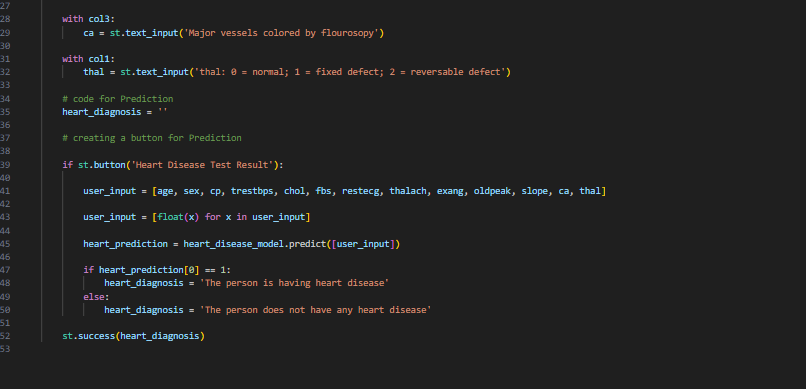 27
28 with col3:
29 ca = st.text_input('Major vessels colored by flourosopy')
30
31 with col1:
32 thal = st.text_input('thal: 0 = normal; 1 = fixed defect; 2 = reversable defect')
33
34 # code for Prediction
35 heart_diagnosis = ''
36
37 # creating a button for Prediction
38
39 if st.button('Heart Disease Test Result'):
40
41 user_input = [age, sex, cp, trestbps, chol, fbs, restecg, thalach, exang, oldpeak, slope, ca, thal]
42
43 user_input = [float(x) for x in user_input]
44
45 heart_prediction = heart_disease_model.predict([user_input])
46
47 if heart_prediction[0] == 1:
48 heart_diagnosis = 'The person is having heart disease'
49 else:
50 heart_diagnosis = 'The person does not have any heart disease'
51
52 st.success(heart_diagnosis)
53